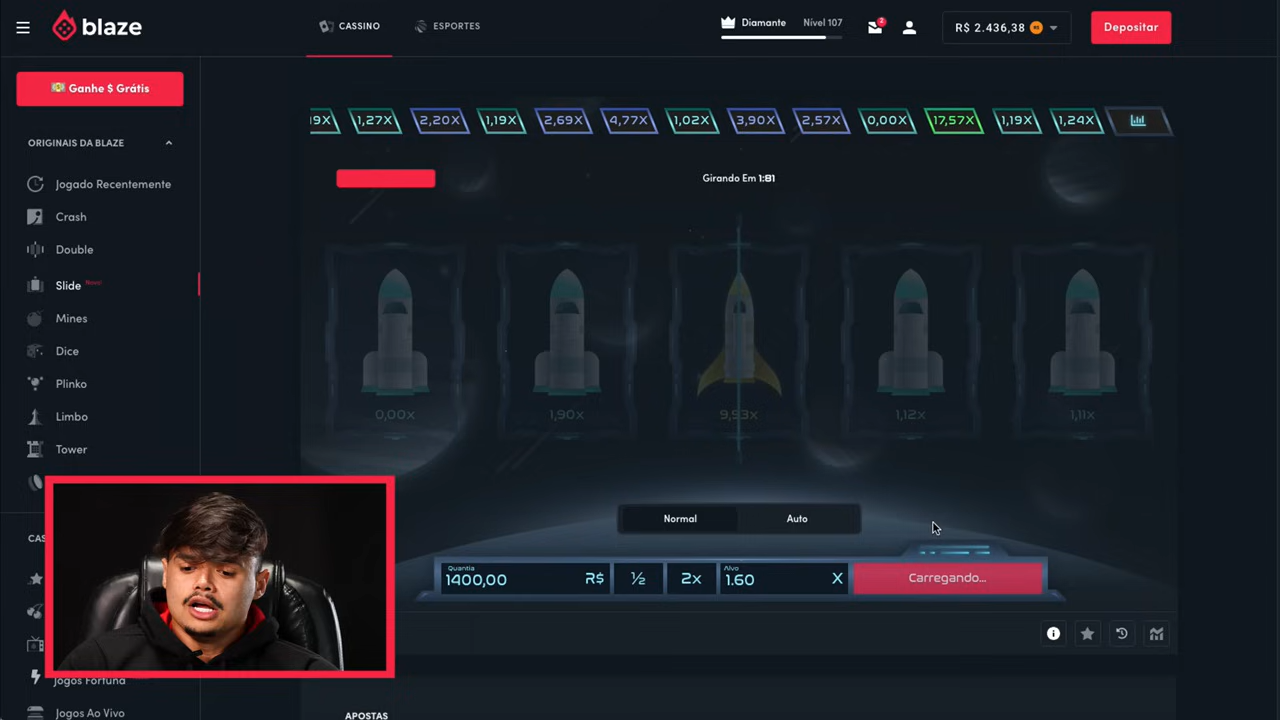 blaze
CASSINO
ESPORTES
Diamante Nível 107
2
R$ 2.436,38 R$
Depositar
Ganhe $ Grátis
ORIGINAIS DA BLAZE
Jogado Recentemente
Crash
Double
Slide Novo!
Mines
Dice
Plinko
Limbo
Tower
9X 1,27X 2,20X 1,19X 2,69X 4,77X 1,02X 3,90X 2,57X 0,00X 17,57X 1,19X 1,24X
Girando Em 1:81
0,00x 1,90x 9,93x 1,12x 1,11x
Normal Auto
Quantia
1400,00 R$ ½ 2x
Alvo
1.60 X
Carregando...
CAS
Jogos Fortuna
Jogos Ao Vivo
APOSTAS